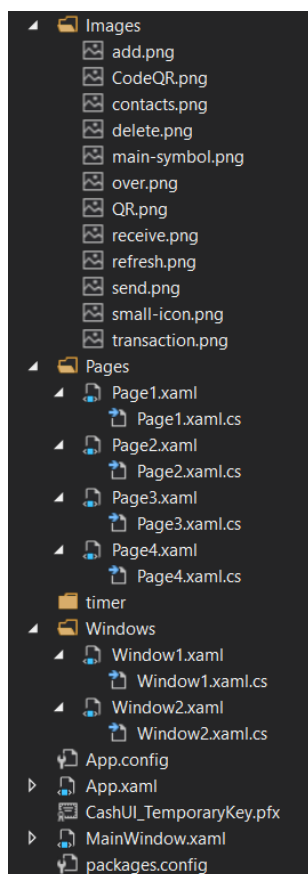 Images
add.png
CodeQR.png
contacts.png
delete.png
main-symbol.png
over.png
QR.png
receive.png
refresh.png
send.png
small-icon.png
transaction.png
Pages
Page1.xaml
Page1.xaml.cs
Page2.xaml
Page2.xaml.cs
Page3.xaml
Page3.xaml.cs
Page4.xaml
Page4.xaml.cs
timer
Windows
Window1.xaml
Window1.xaml.cs
Window2.xaml
Window2.xaml.cs
App.config
App.xaml
CashUI_TemporaryKey.pfx
MainWindow.xaml
packages.config